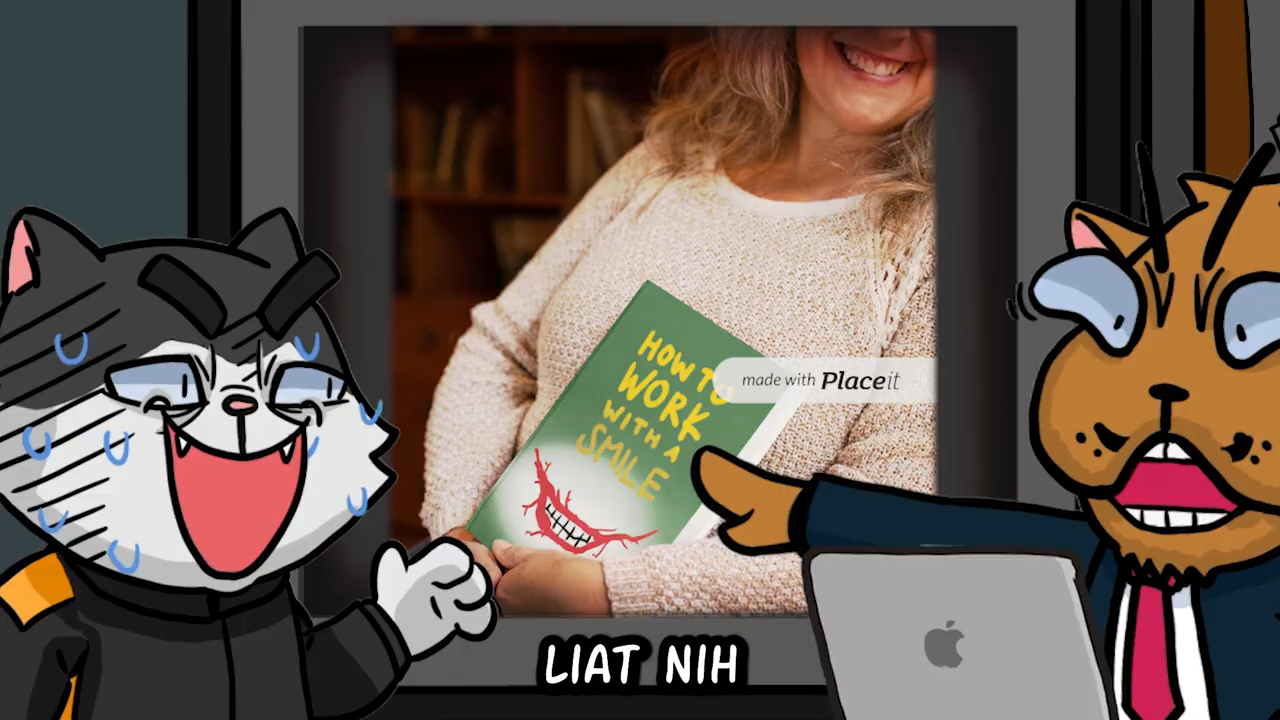 HOW TO
WORK
WITH A
SMILE
made with Placeit
LIAT NIH